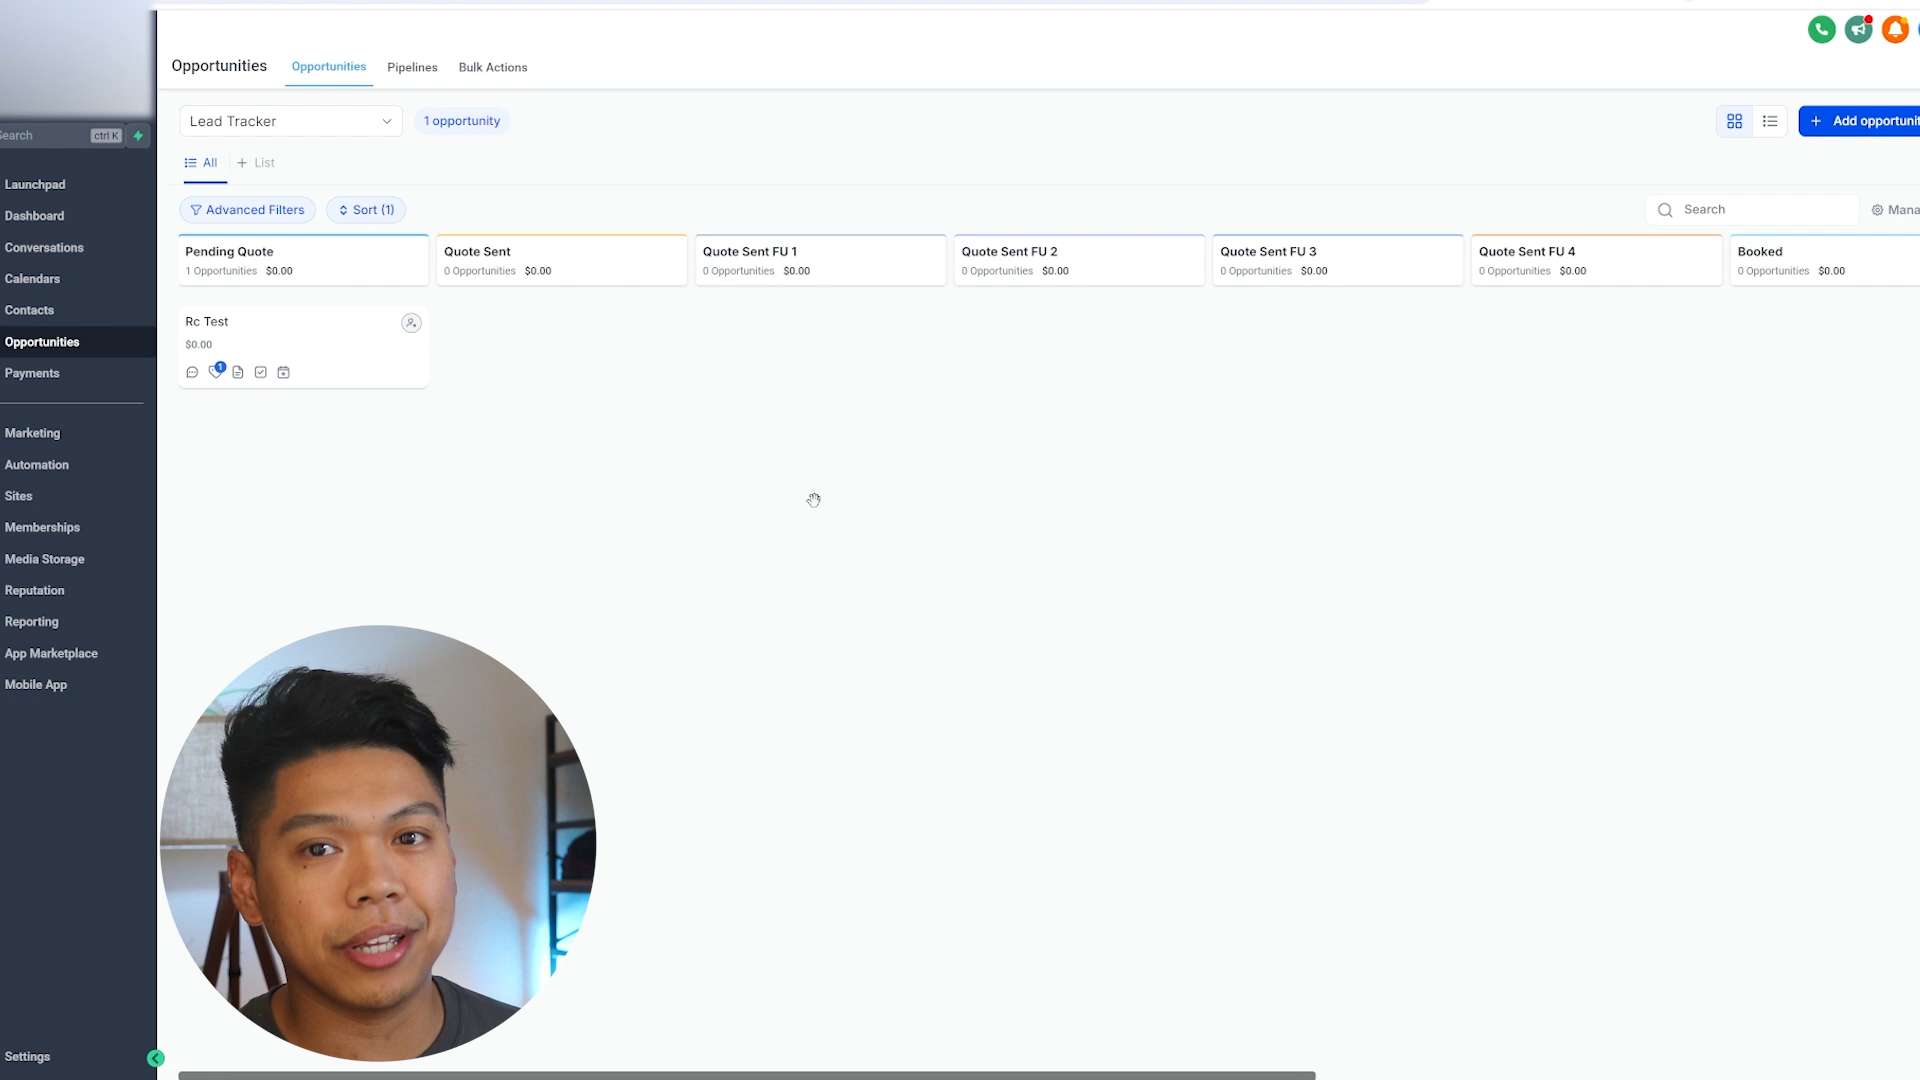 Opportunities
Opportunities
Pipelines
Bulk Actions
Lead Tracker
1 opportunity
All
List
Add opportunit
Advanced Filters
Sort (1)
Search
Mana
Pending Quote
1 Opportunities $0.00
Quote Sent
0 Opportunities $0.00
Quote Sent FU 1
0 Opportunities $0.00
Quote Sent FU 2
0 Opportunities $0.00
Quote Sent FU 3
0 Opportunities $0.00
Quote Sent FU 4
0 Opportunities $0.00
Booked
0 Opportunities $0.00
Rc Test
$0.00
1
Search
ctrl K
Launchpad
Dashboard
Conversations
Calendars
Contacts
Opportunities
Payments
Marketing
Automation
Sites
Memberships
Media Storage
Reputation
Reporting
App Marketplace
Mobile App
Settings